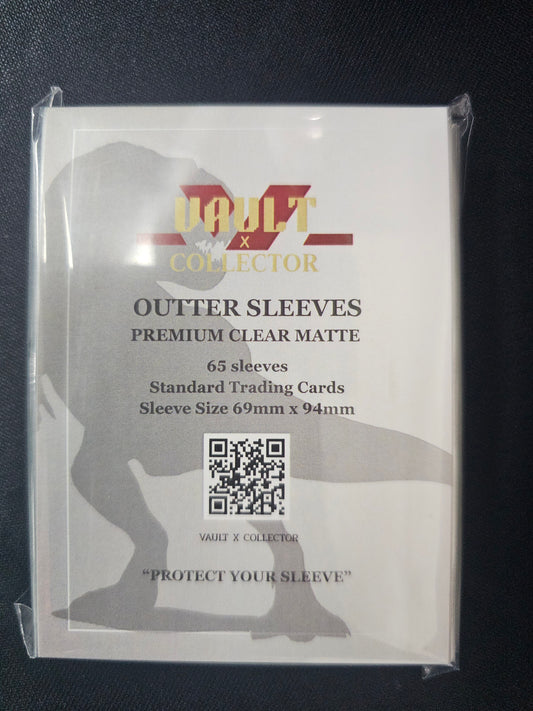 VAULT
X
COLLECTOR
OUTTER SLEEVES
PREMIUM CLEAR MATTE
65 sleeves
Standard Trading Cards
Sleeve Size 69mm x 94mm
VAULT X COLLECTOR
“PROTECT YOUR SLEEVE”